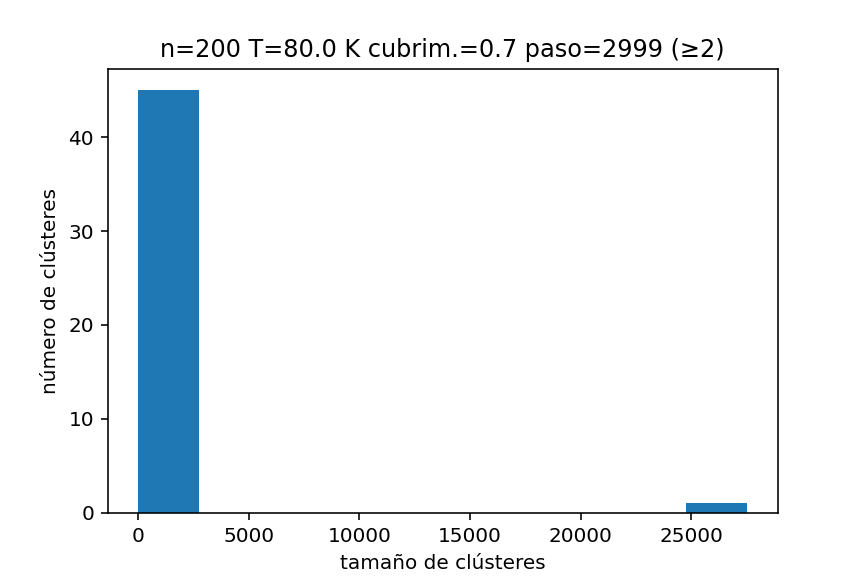 n=200 T=80.0 K cubrim.=0.7 paso=2999 (≥2)
número de clústeres
40
30
20
10
0
0 5000 10000 15000 20000 25000
tamaño de clústeres